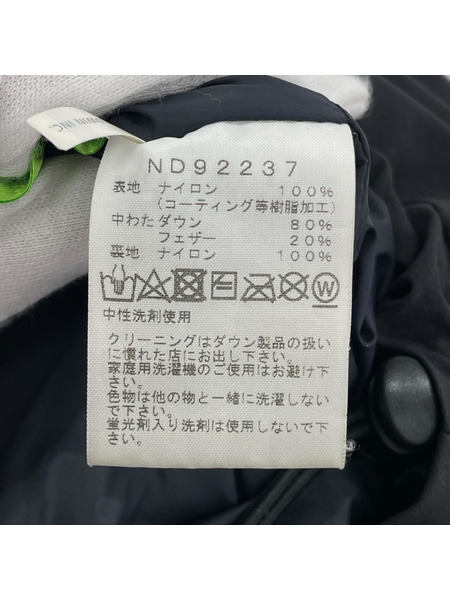 ND92237
表地 ナイロン 100%
(コーティング等樹脂加工)
中わた ダウン 80%
フェザー 20%
裏地 ナイロン 100%
W
中性洗剤使用
クリーニングはダウン製品の扱い
に慣れた店にお出し下さい。
家庭用洗濯機のご使用はお避け下
さい。
色物は他の物と一緒に洗濯しない
で下さい。
蛍光剤入り洗剤は使用しないで下
さい。
INC.